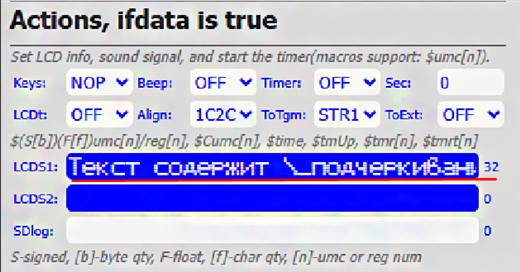 Actions, ifdata is true
Set LCD info, sound signal, and start the timer(macros support: $umc[n]).
Keys: NOP Beep: OFF Timer: OFF Sec: 0
LCDt: OFF Align: 1C2C ToTgm: STR1 ToExt: OFF
$(S[b])(F[f])umc[n]/reg[n], $Cumc[n], $time, $tmUp, $tmr[n], $tmrt[n]
LCDS1: Текст содержит \_подчеркивани 32
LCDS2: 0
SDlog: 0
S-signed, [b]-byte qty, F-float, [f]-char qty, [n]-umc or reg num